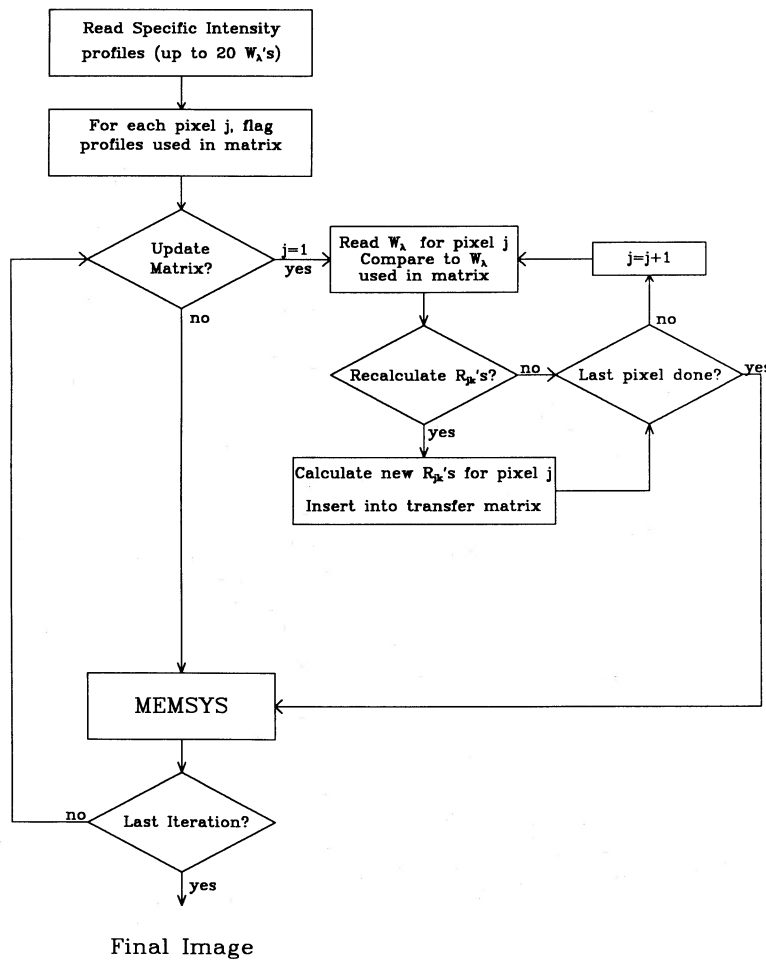 Read Specific Intensity
profiles (up to 20 Wλ's)
For each pixel j, flag
profiles used in matrix
Update
Matrix?
j=1
yes
no
Read Wλ for pixel j
Compare to Wλ
used in matrix
j=j+1
Recalculate Rjk's?
no
yes
Last pixel done?
no
yes
Calculate new Rjk's for pixel j
Insert into transfer matrix
MEMSYS
Last Iteration?
no
yes
Final Image